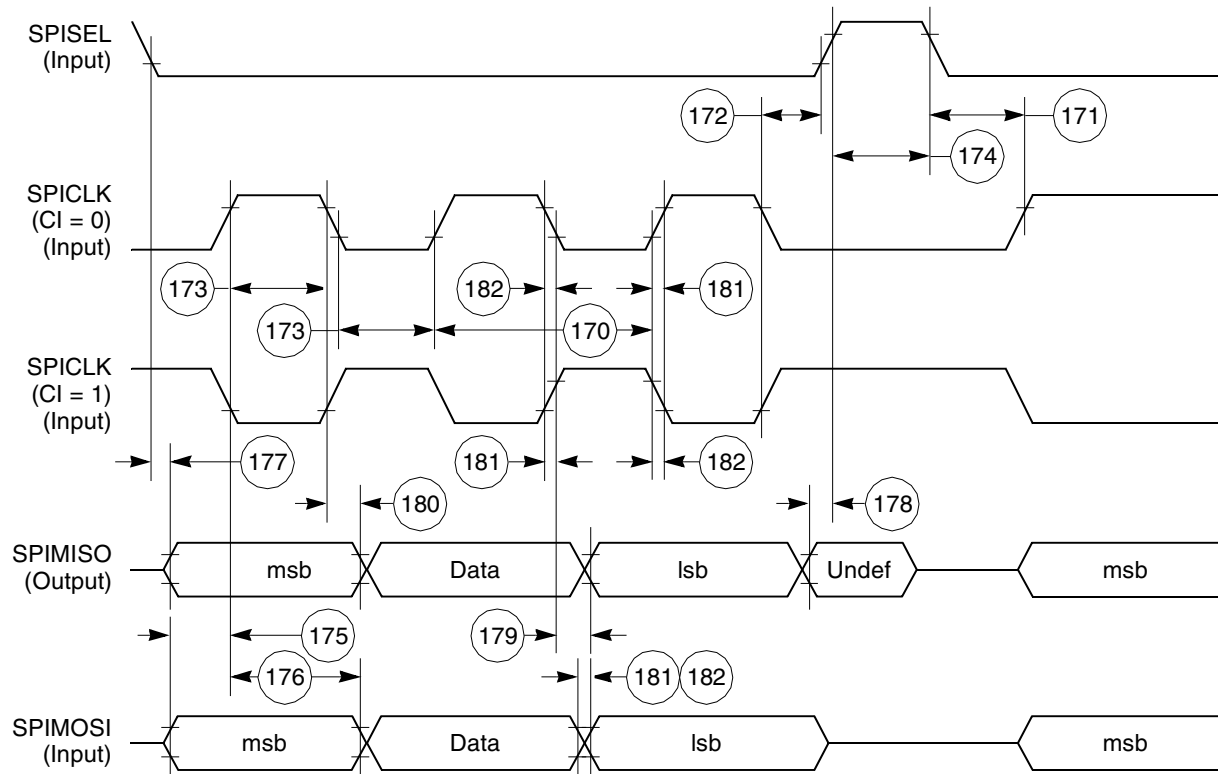 SPISEL
(Input)
172
171
174
SPICLK
(CI = 0)
(Input)
173
182
181
173
170
SPICLK
(CI = 1)
(Input)
177
181
182
180
178
SPIMISO
(Output)
msb
Data
lsb
Undef
msb
175
179
176
181
182
SPIMOSI
(Input)
msb
Data
lsb
msb